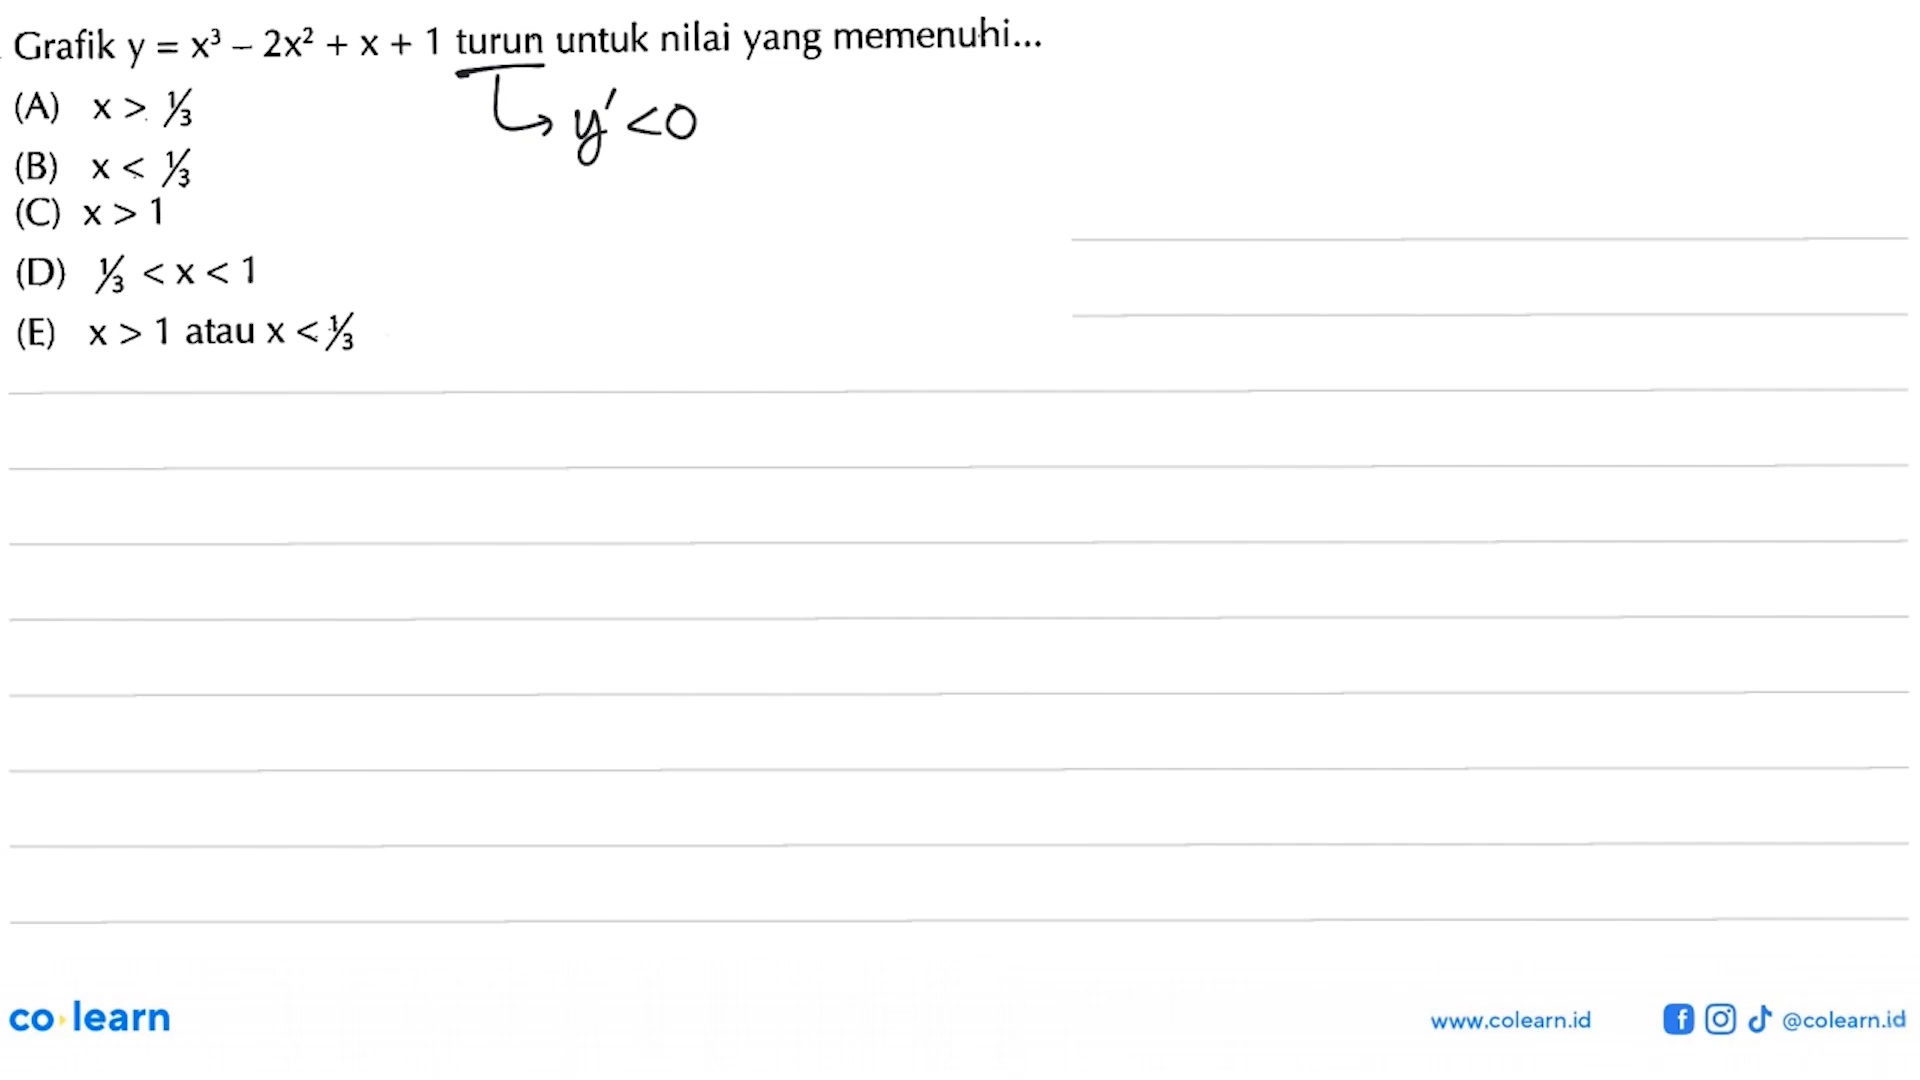 Grafik y = x³ – 2x² + x + 1 turun untuk nilai yang memenuhi...
↳ y' < 0
(A) x > ⅓
(B) x < ⅓
(C) x > 1
(D) ⅓ < x < 1
(E) x > 1 atau x < ⅓
co learn
www.colearn.id
@colearn.id